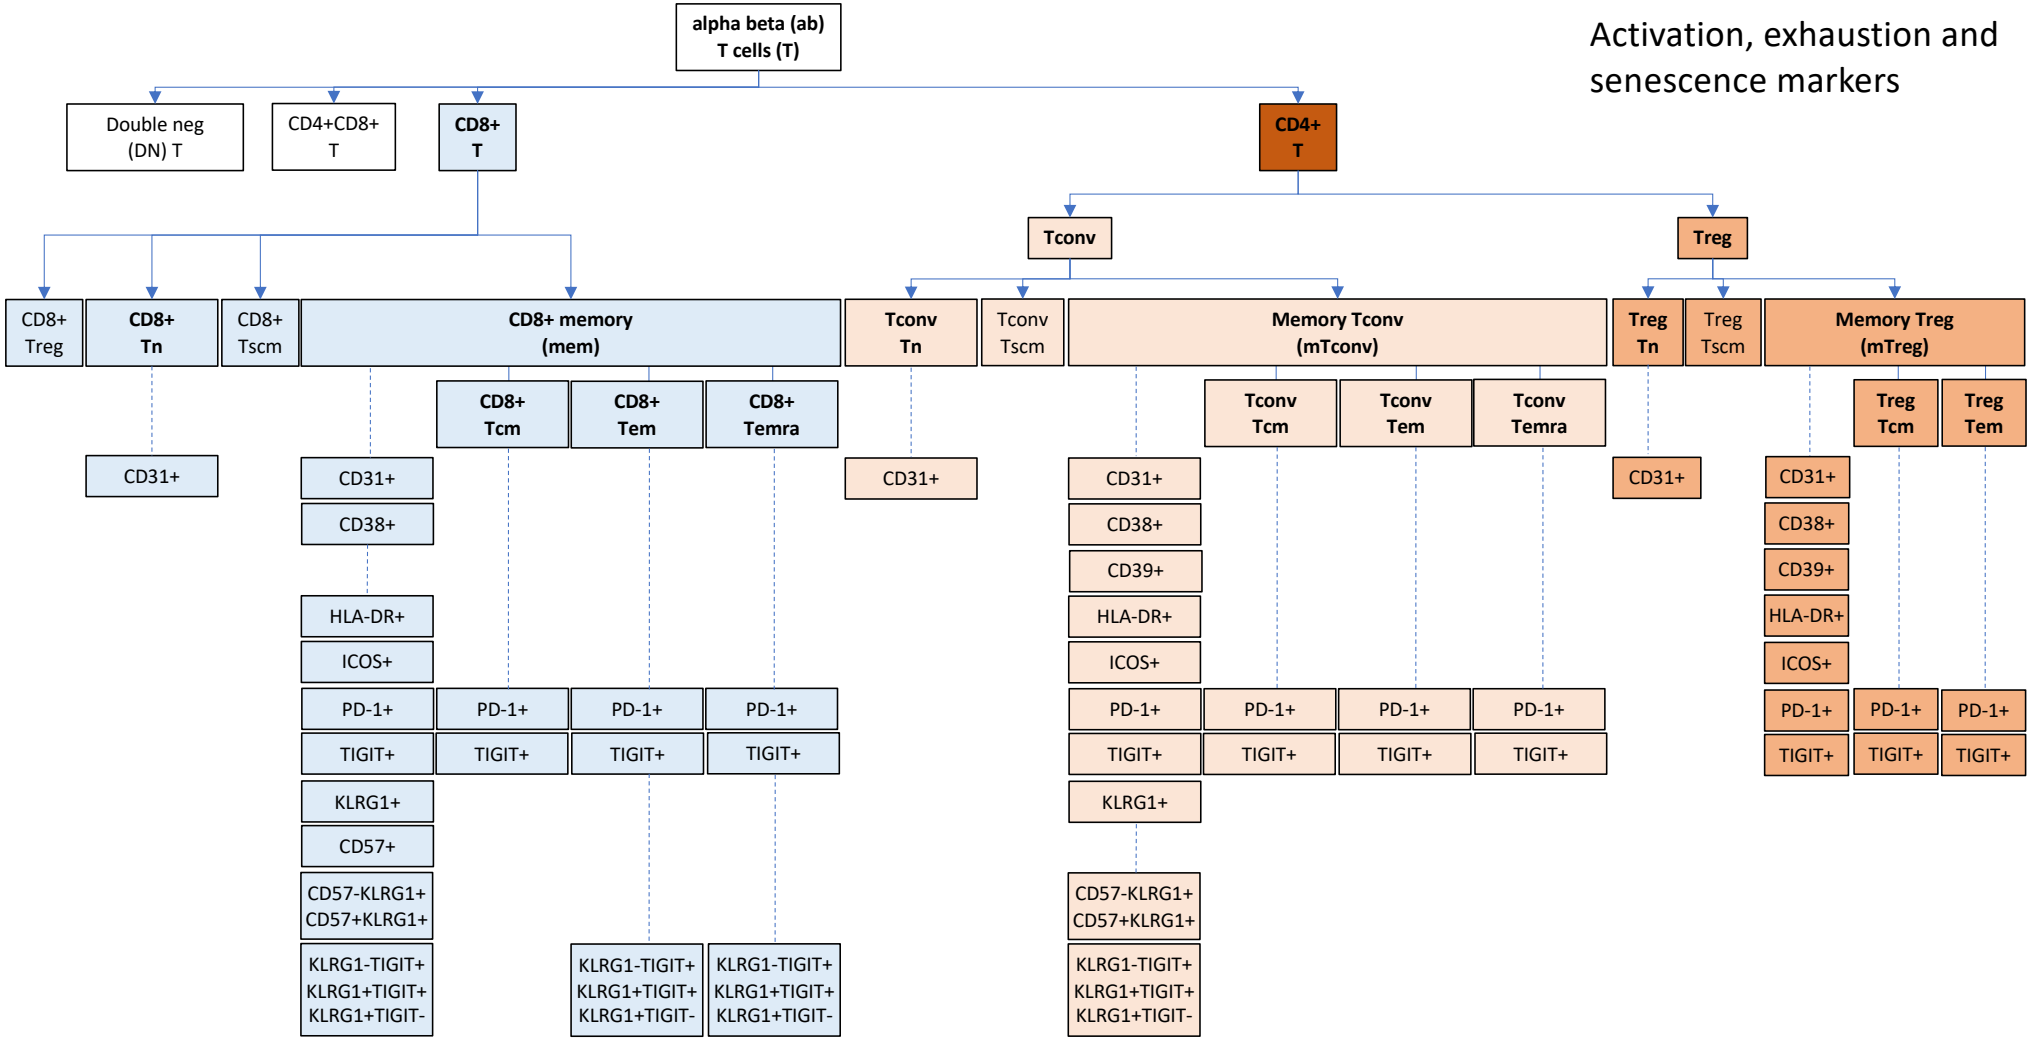 Activation, exhaustion and
senescence markers
alpha beta (ab)
T cells (T)
Double neg
(DN) T
CD4+CD8+
T
CD8+
T
CD4+
T
Tconv
Treg
CD8+
Treg
CD8+
Tn
CD8+
Tscm
CD8+ memory
(mem)
Tconv
Tn
Tconv
Tscm
Memory Tconv
(mTconv)
Treg
Tn
Treg
Tscm
Memory Treg
(mTreg)
CD8+
Tcm
CD8+
Tem
CD8+
Temra
Tconv
Tcm
Tconv
Tem
Tconv
Temra
Treg
Tcm
Treg
Tem
CD31+
CD31+
CD31+
CD31+
CD31+
CD31+
CD38+
CD38+
CD38+
CD39+
CD39+
HLA-DR+
HLA-DR+
HLA-DR+
ICOS+
ICOS+
ICOS+
PD-1+
PD-1+
PD-1+
PD-1+
PD-1+
PD-1+
PD-1+
PD-1+
PD-1+
PD-1+
PD-1+
TIGIT+
TIGIT+
TIGIT+
TIGIT+
TIGIT+
TIGIT+
TIGIT+
TIGIT+
TIGIT+
TIGIT+
TIGIT+
KLRG1+
KLRG1+
CD57+
CD57-KLRG1+
CD57+KLRG1+
CD57-KLRG1+
CD57+KLRG1+
KLRG1-TIGIT+
KLRG1+TIGIT+
KLRG1+TIGIT-
KLRG1-TIGIT+
KLRG1+TIGIT+
KLRG1+TIGIT-
KLRG1-TIGIT+
KLRG1+TIGIT+
KLRG1+TIGIT-
KLRG1-TIGIT+
KLRG1+TIGIT+
KLRG1+TIGIT-